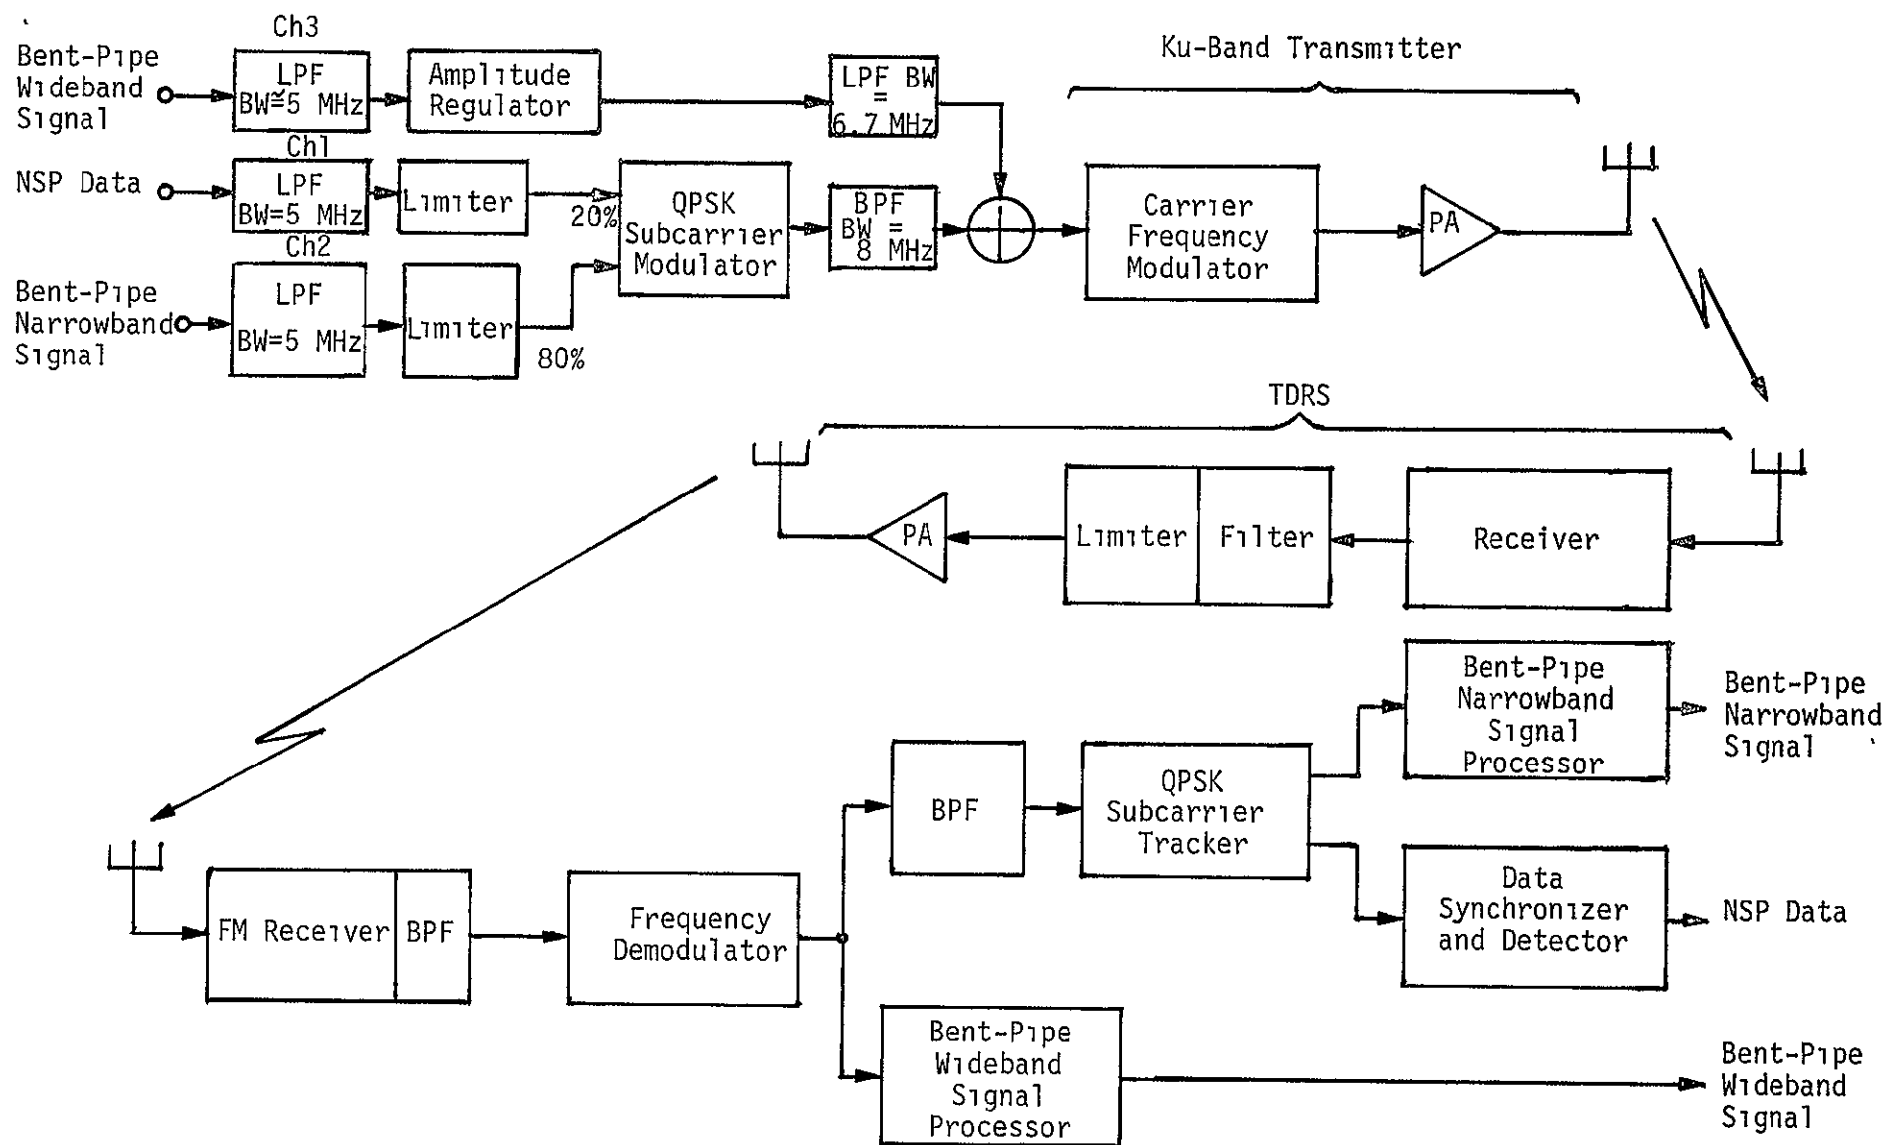 Ch3
Bent-Pipe
Wideband
Signal
LPF
BW≅5 MHz
Amplitude
Regulator
LPF BW
=
6.7 MHz
Ku-Band Transmitter
Ch1
NSP Data
LPF
BW=5 MHz
Limiter
20%
QPSK
Subcarrier
Modulator
BPF
BW =
8 MHz
Carrier
Frequency
Modulator
PA
Ch2
Bent-Pipe
Narrowband
Signal
LPF
BW=5 MHz
Limiter
80%
TDRS
PA
Limiter
Filter
Receiver
Bent-Pipe
Narrowband
Signal
Processor
Bent-Pipe
Narrowband
Signal
BPF
QPSK
Subcarrier
Tracker
FM Receiver
BPF
Frequency
Demodulator
Data
Synchronizer
and Detector
NSP Data
Bent-Pipe
Wideband
Signal
Processor
Bent-Pipe
Wideband
Signal